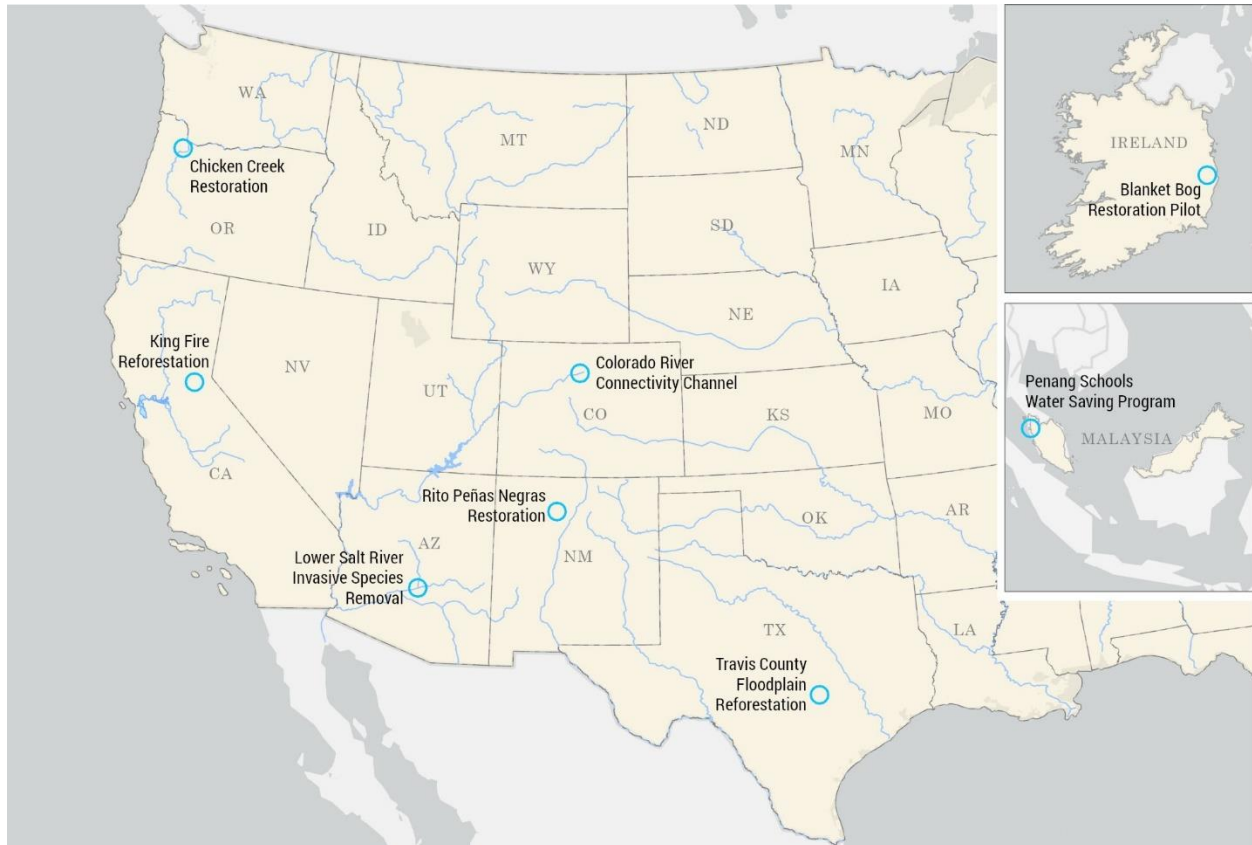 WA
MT
ND
MN
Chicken Creek
Restoration
OR
ID
SD
WY
IA
NE
King Fire
Reforestation
NV
UT
Colorado River
Connectivity Channel
CO
KS
MO
CA
Rito Peñas Negras
Restoration
AZ
NM
OK
AR
Lower Salt River
Invasive Species
Removal
TX
LA
Travis County
Floodplain
Reforestation
IRELAND
Blanket Bog
Restoration Pilot
Penang Schools
Water Saving Program
MALAYSIA